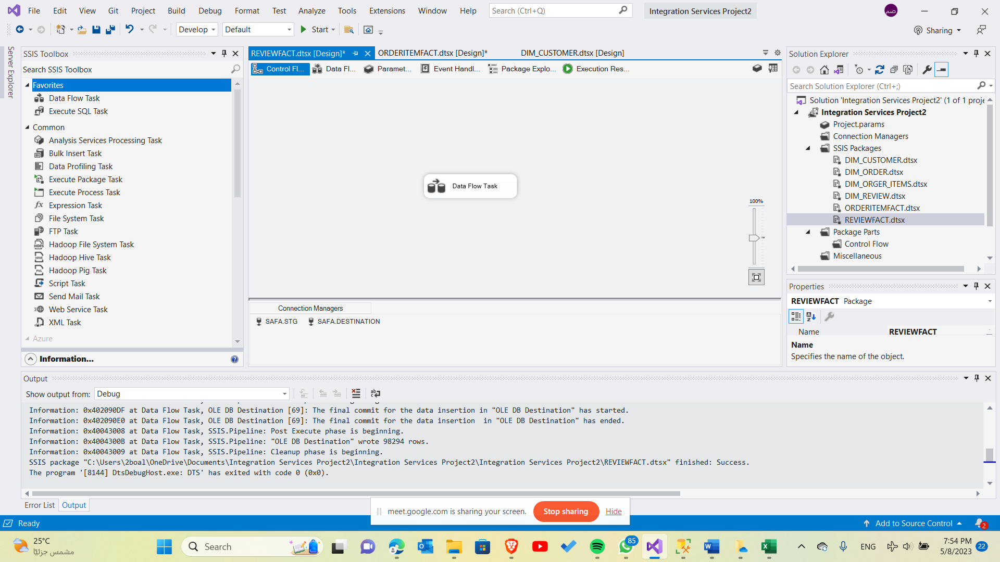 File Edit View Git Project Build Debug Format Test Analyze Tools Extensions Window Help Search (Ctrl+Q) Integration Services Project2 صم
Develop Default Start Sharing
Server Explorer
SSIS Toolbox
Search SSIS Toolbox
Favorites
Data Flow Task
Execute SQL Task
Common
Analysis Services Processing Task
Bulk Insert Task
Data Profiling Task
Execute Package Task
Execute Process Task
Expression Task
File System Task
FTP Task
Hadoop File System Task
Hadoop Hive Task
Hadoop Pig Task
Script Task
Send Mail Task
Web Service Task
XML Task
Azure
Information...
REVIEWFACT.dtsx [Design]* ORDERITEMFACT.dtsx [Design]* DIM_CUSTOMER.dtsx [Design]
Control Fl... Data Fl... Paramet... Event Handl... Package Explo... Execution Res...
Data Flow Task
100%
Connection Managers
SAFA.STG SAFA.DESTINATION
Solution Explorer
Search Solution Explorer (Ctrl+;)
Solution 'Integration Services Project2' (1 of 1 proje
Integration Services Project2
Project.params
Connection Managers
SSIS Packages
DIM_CUSTOMER.dtsx
DIM_ORDER.dtsx
DIM_ORGER_ITEMS.dtsx
DIM_REVIEW.dtsx
ORDERITEMFACT.dtsx
REVIEWFACT.dtsx
Package Parts
Control Flow
Miscellaneous
Properties
REVIEWFACT Package
Name REVIEWFACT
Name
Specifies the name of the object.
Output
Show output from: Debug
Information: 0x402090DF at Data Flow Task, OLE DB Destination [69]: The final commit for the data insertion in "OLE DB Destination" has started.
Information: 0x402090E0 at Data Flow Task, OLE DB Destination [69]: The final commit for the data insertion  in "OLE DB Destination" has ended.
Information: 0x40043008 at Data Flow Task, SSIS.Pipeline: Post Execute phase is beginning.
Information: 0x4004300B at Data Flow Task, SSIS.Pipeline: "OLE DB Destination" wrote 98294 rows.
Information: 0x40043009 at Data Flow Task, SSIS.Pipeline: Cleanup phase is beginning.
SSIS package "C:\Users\2boal\OneDrive\Documents\Integration Services Project2\Integration Services Project2\Integration Services Project2\REVIEWFACT.dtsx" finished: Success.
The program '[8144] DtsDebugHost.exe: DTS' has exited with code 0 (0x0).
Error List Output
meet.google.com is sharing your screen. Stop sharing Hide
Ready Add to Source Control 2
25°C
مشمس جزئيًا
Search 85 ENG
7:54 PM
5/8/2023 22